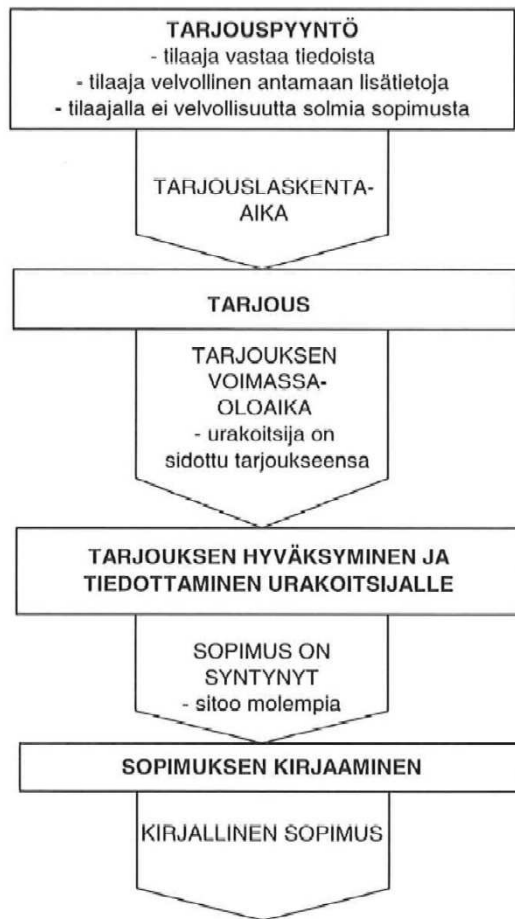 TARJOUSPYYNTÖ
- tilaaja vastaa tiedoista
- tilaaja velvollinen antamaan lisätietoja
- tilaajalla ei velvollisuutta solmia sopimusta
TARJOUSLASKENTA-
AIKA
TARJOUS
TARJOUKSEN
VOIMASSA-
OLOAIKA
- urakoitsija on
sidottu tarjoukseensa
TARJOUKSEN HYVÄKSYMINEN JA
TIEDOTTAMINEN URAKOITSIJALLE
SOPIMUS ON
SYNTYNYT
- sitoo molempia
SOPIMUKSEN KIRJAAMINEN
KIRJALLINEN SOPIMUS